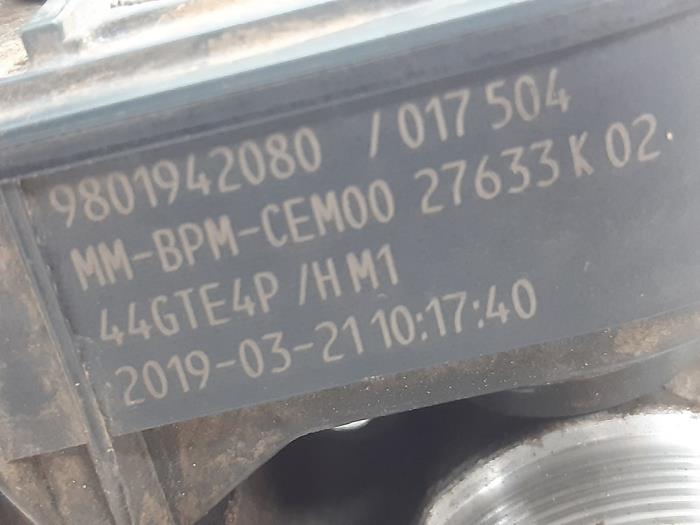 9801942080 /017 504
MM-BPM-CEM00 27633 K 02.
44GTE4P /H M1
2019-03-21 10:17:40